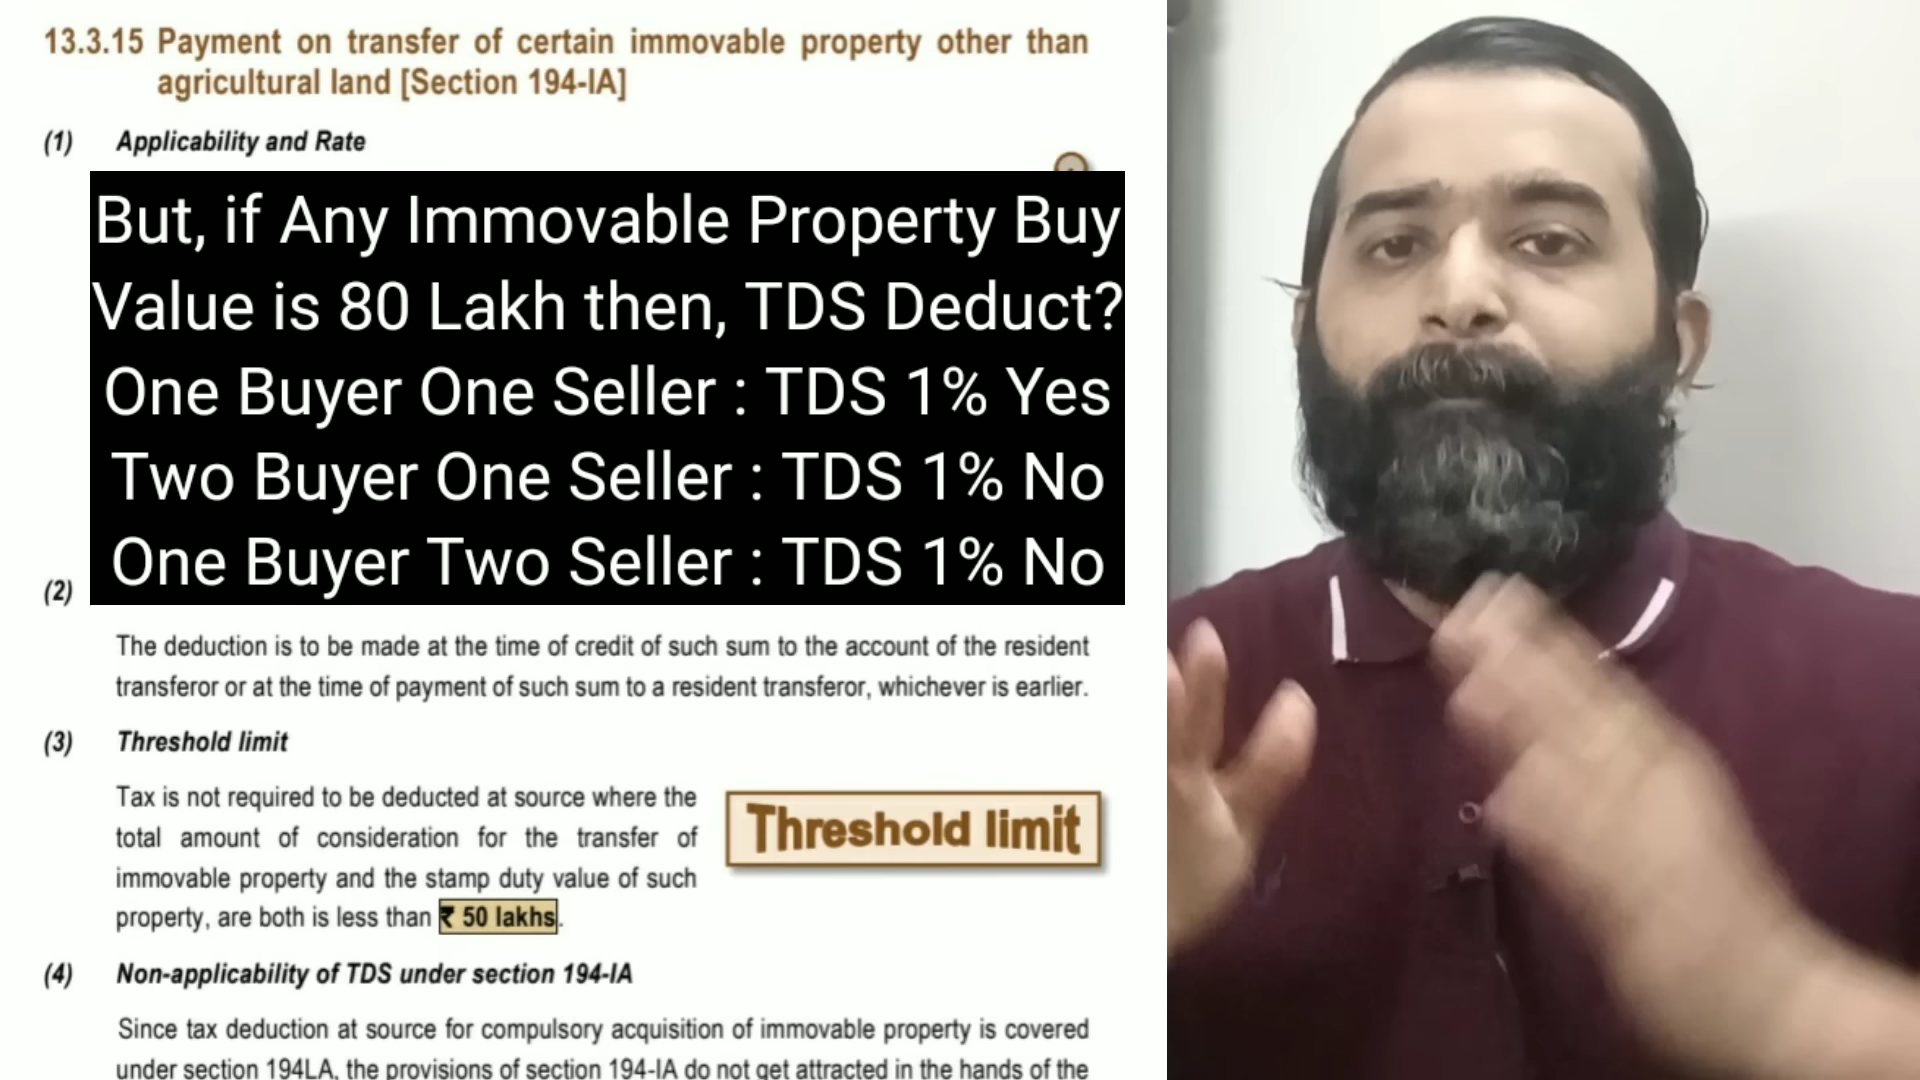 13.3.15 Payment on transfer of certain immovable property other than
agricultural land [Section 194-IA]
(1) Applicability and Rate
But, if Any Immovable Property Buy
Value is 80 Lakh then, TDS Deduct?
One Buyer One Seller : TDS 1% Yes
Two Buyer One Seller : TDS 1% No
One Buyer Two Seller : TDS 1% No
(2)
The deduction is to be made at the time of credit of such sum to the account of the resident
transferor or at the time of payment of such sum to a resident transferor, whichever is earlier.
(3) Threshold limit
Tax is not required to be deducted at source where the
total amount of consideration for the transfer of
immovable property and the stamp duty value of such
property, are both is less than ₹ 50 lakhs.
Threshold limit
(4) Non-applicability of TDS under section 194-IA
Since tax deduction at source for compulsory acquisition of immovable property is covered
under section 194LA, the provisions of section 194-IA do not get attracted in the hands of the